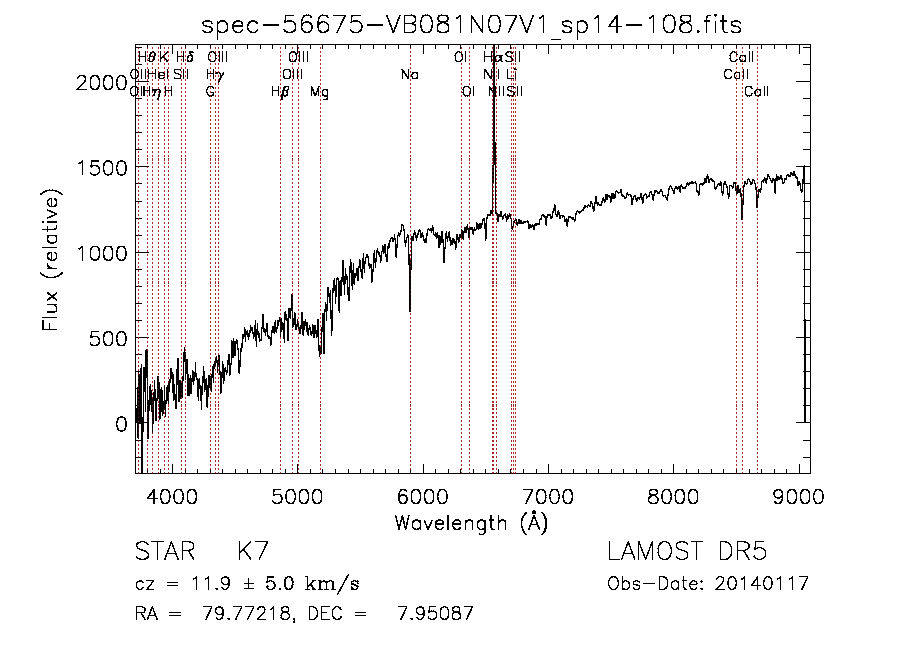 spec-56675-VB081N07V1_sp14-108.fits
Hθ K Hδ OIII OIII OI Hα SII CaII
OII HeI SII Hγ OIII Na NII Li CaII
OII Hη H G Hβ Mg OI NII SII CaII
2000
1500
1000
500
0
Flux (relative)
4000 5000 6000 7000 8000 9000
Wavelength (Å)
STAR K7 LAMOST DR5
cz = 11.9 ± 5.0 km/s Obs-Date: 20140117
RA = 79.77218, DEC = 7.95087